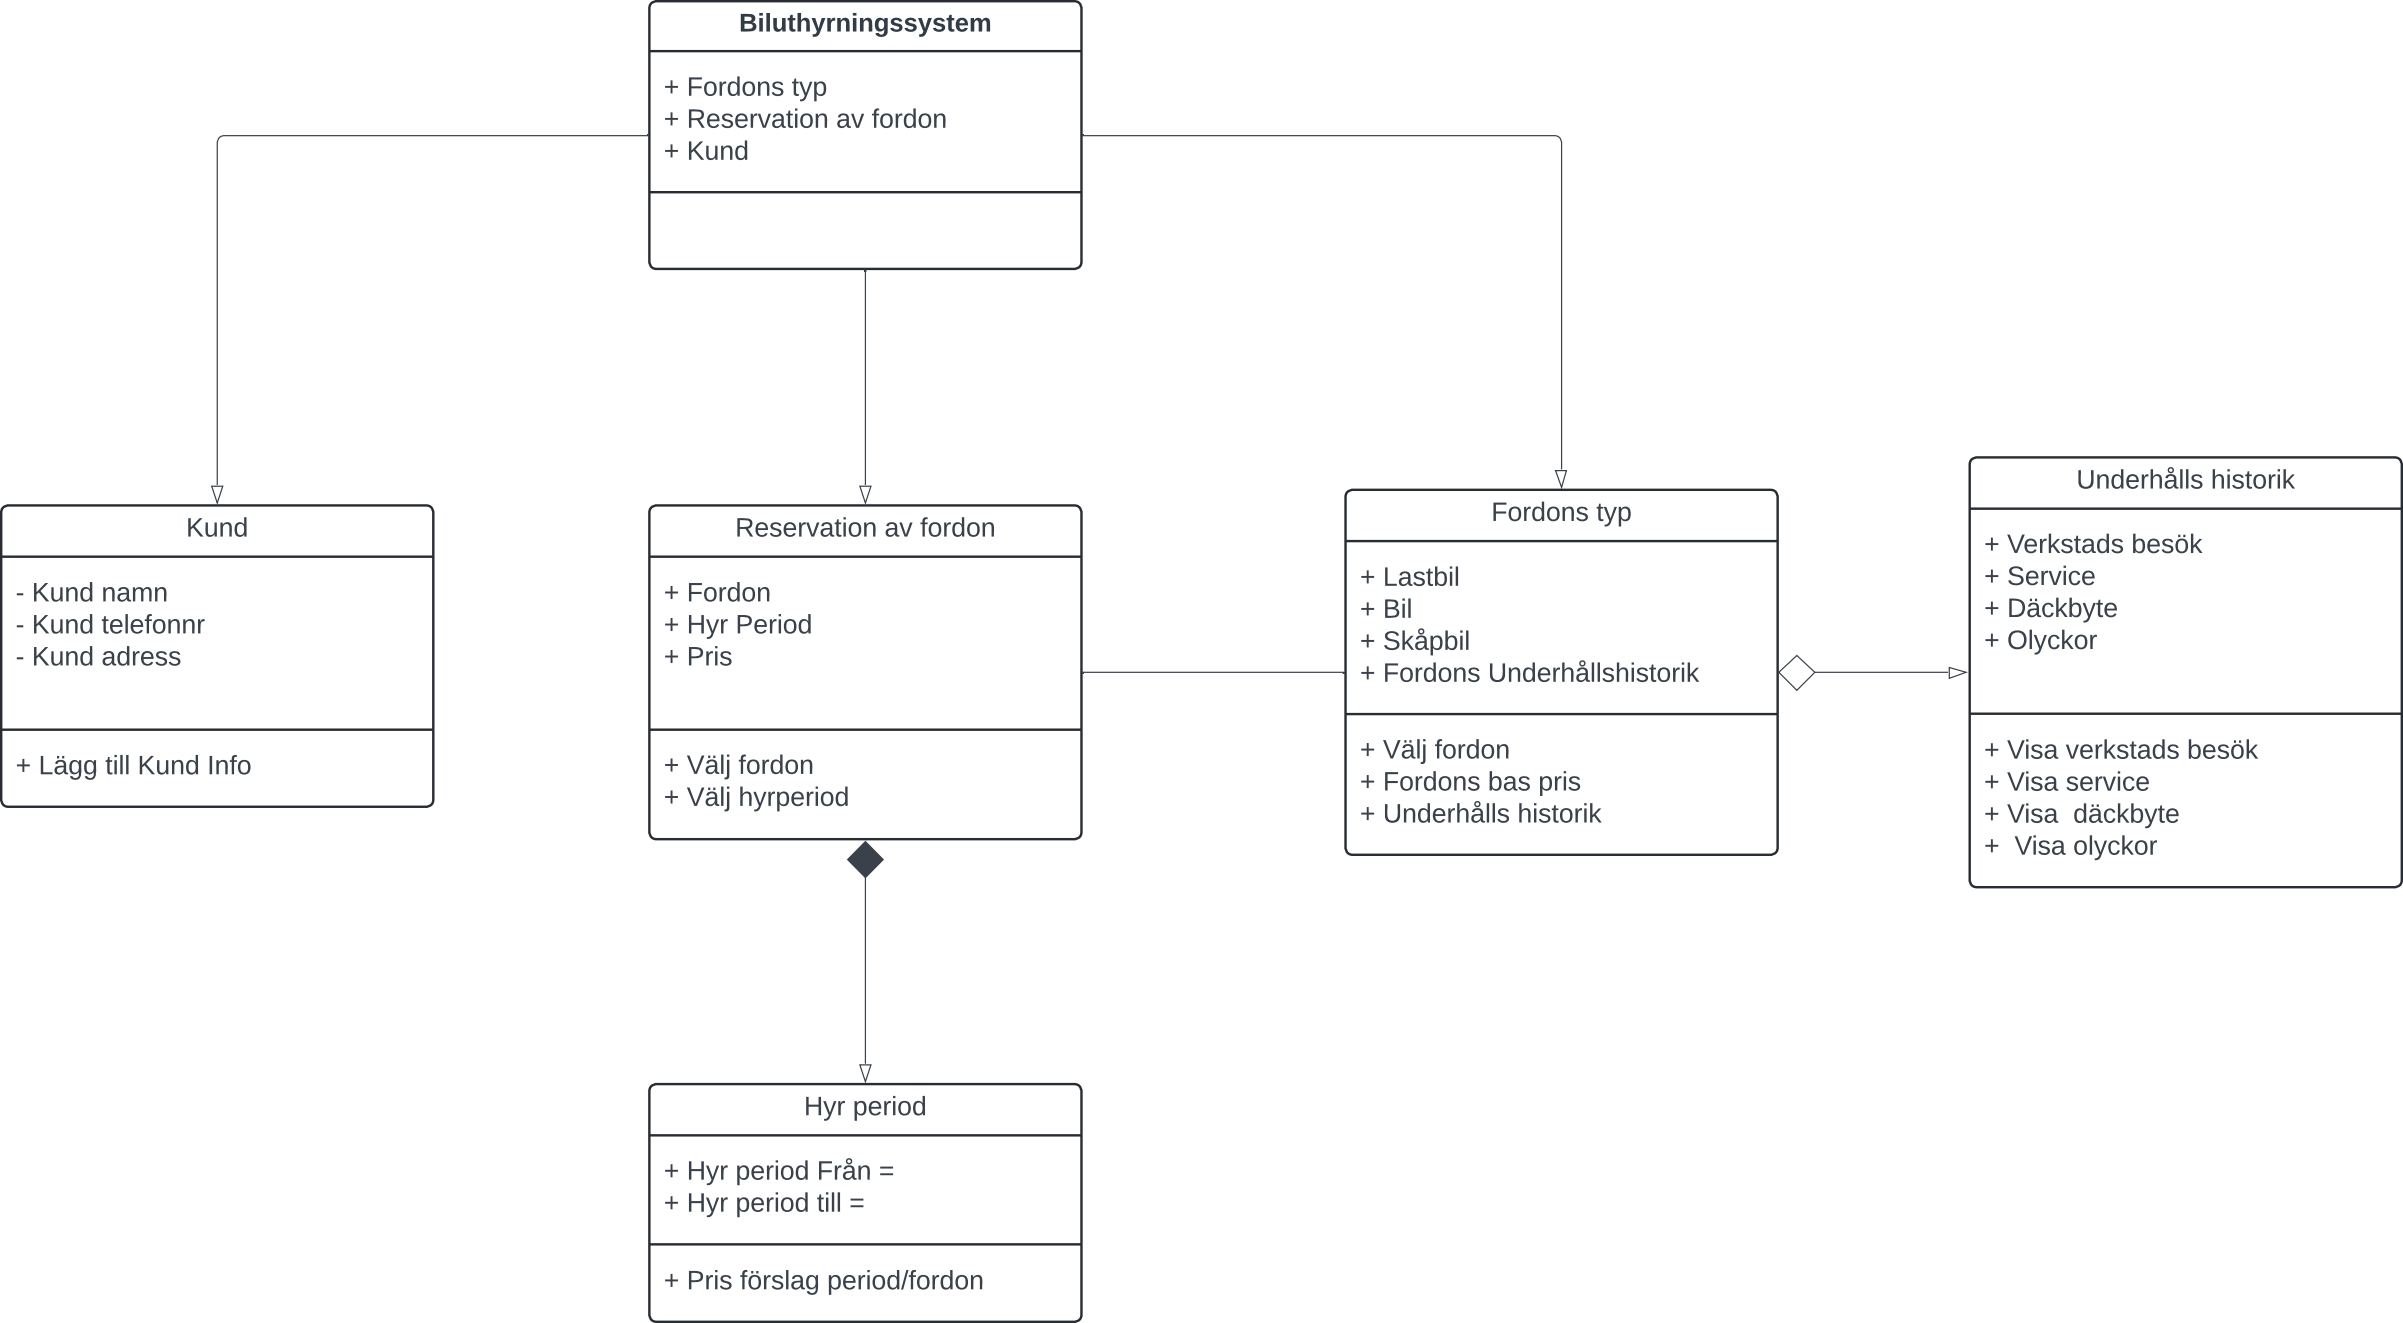 Biluthyrningssystem
+ Fordons typ
+ Reservation av fordon
+ Kund
Kund
- Kund namn
- Kund telefonnr
- Kund adress
+ Lägg till Kund Info
Reservation av fordon
+ Fordon
+ Hyr Period
+ Pris
+ Välj fordon
+ Välj hyrperiod
Fordons typ
+ Lastbil
+ Bil
+ Skåpbil
+ Fordons Underhållshistorik
+ Välj fordon
+ Fordons bas pris
+ Underhålls historik
Underhålls historik
+ Verkstads besök
+ Service
+ Däckbyte
+ Olyckor
+ Visa verkstads besök
+ Visa service
+ Visa  däckbyte
+  Visa olyckor
Hyr period
+ Hyr period Från =
+ Hyr period till =
+ Pris förslag period/fordon